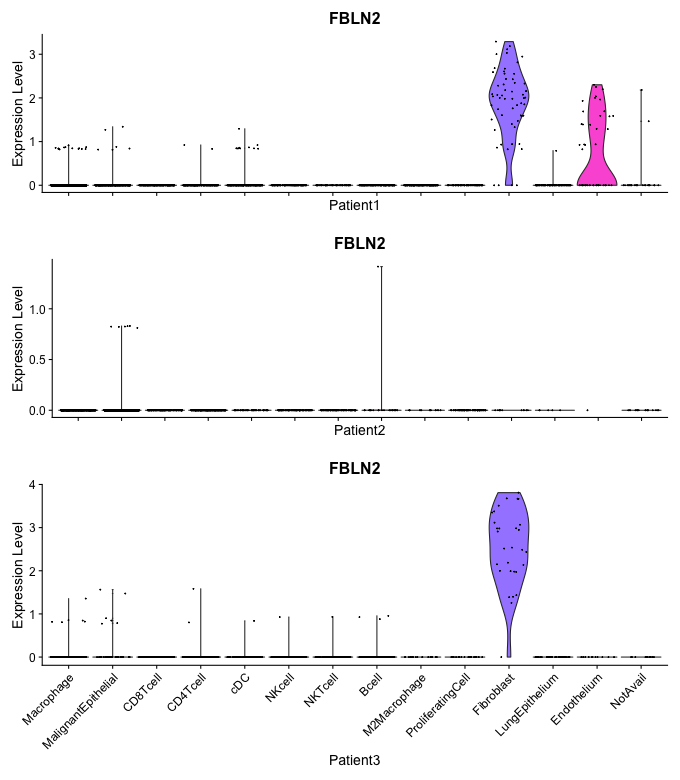 FBLN2
Expression Level
3
2
1
0
Patient1
FBLN2
Expression Level
1.0
0.5
0.0
Patient2
FBLN2
Expression Level
4
3
2
1
0
Macrophage
MalignantEpithelial
CD8Tcell
CD4Tcell
cDC
NKcell
NKTcell
Bcell
M2Macrophage
ProliferatingCell
Fibroblast
LungEpithelium
Endothelium
NotAvail
Patient3